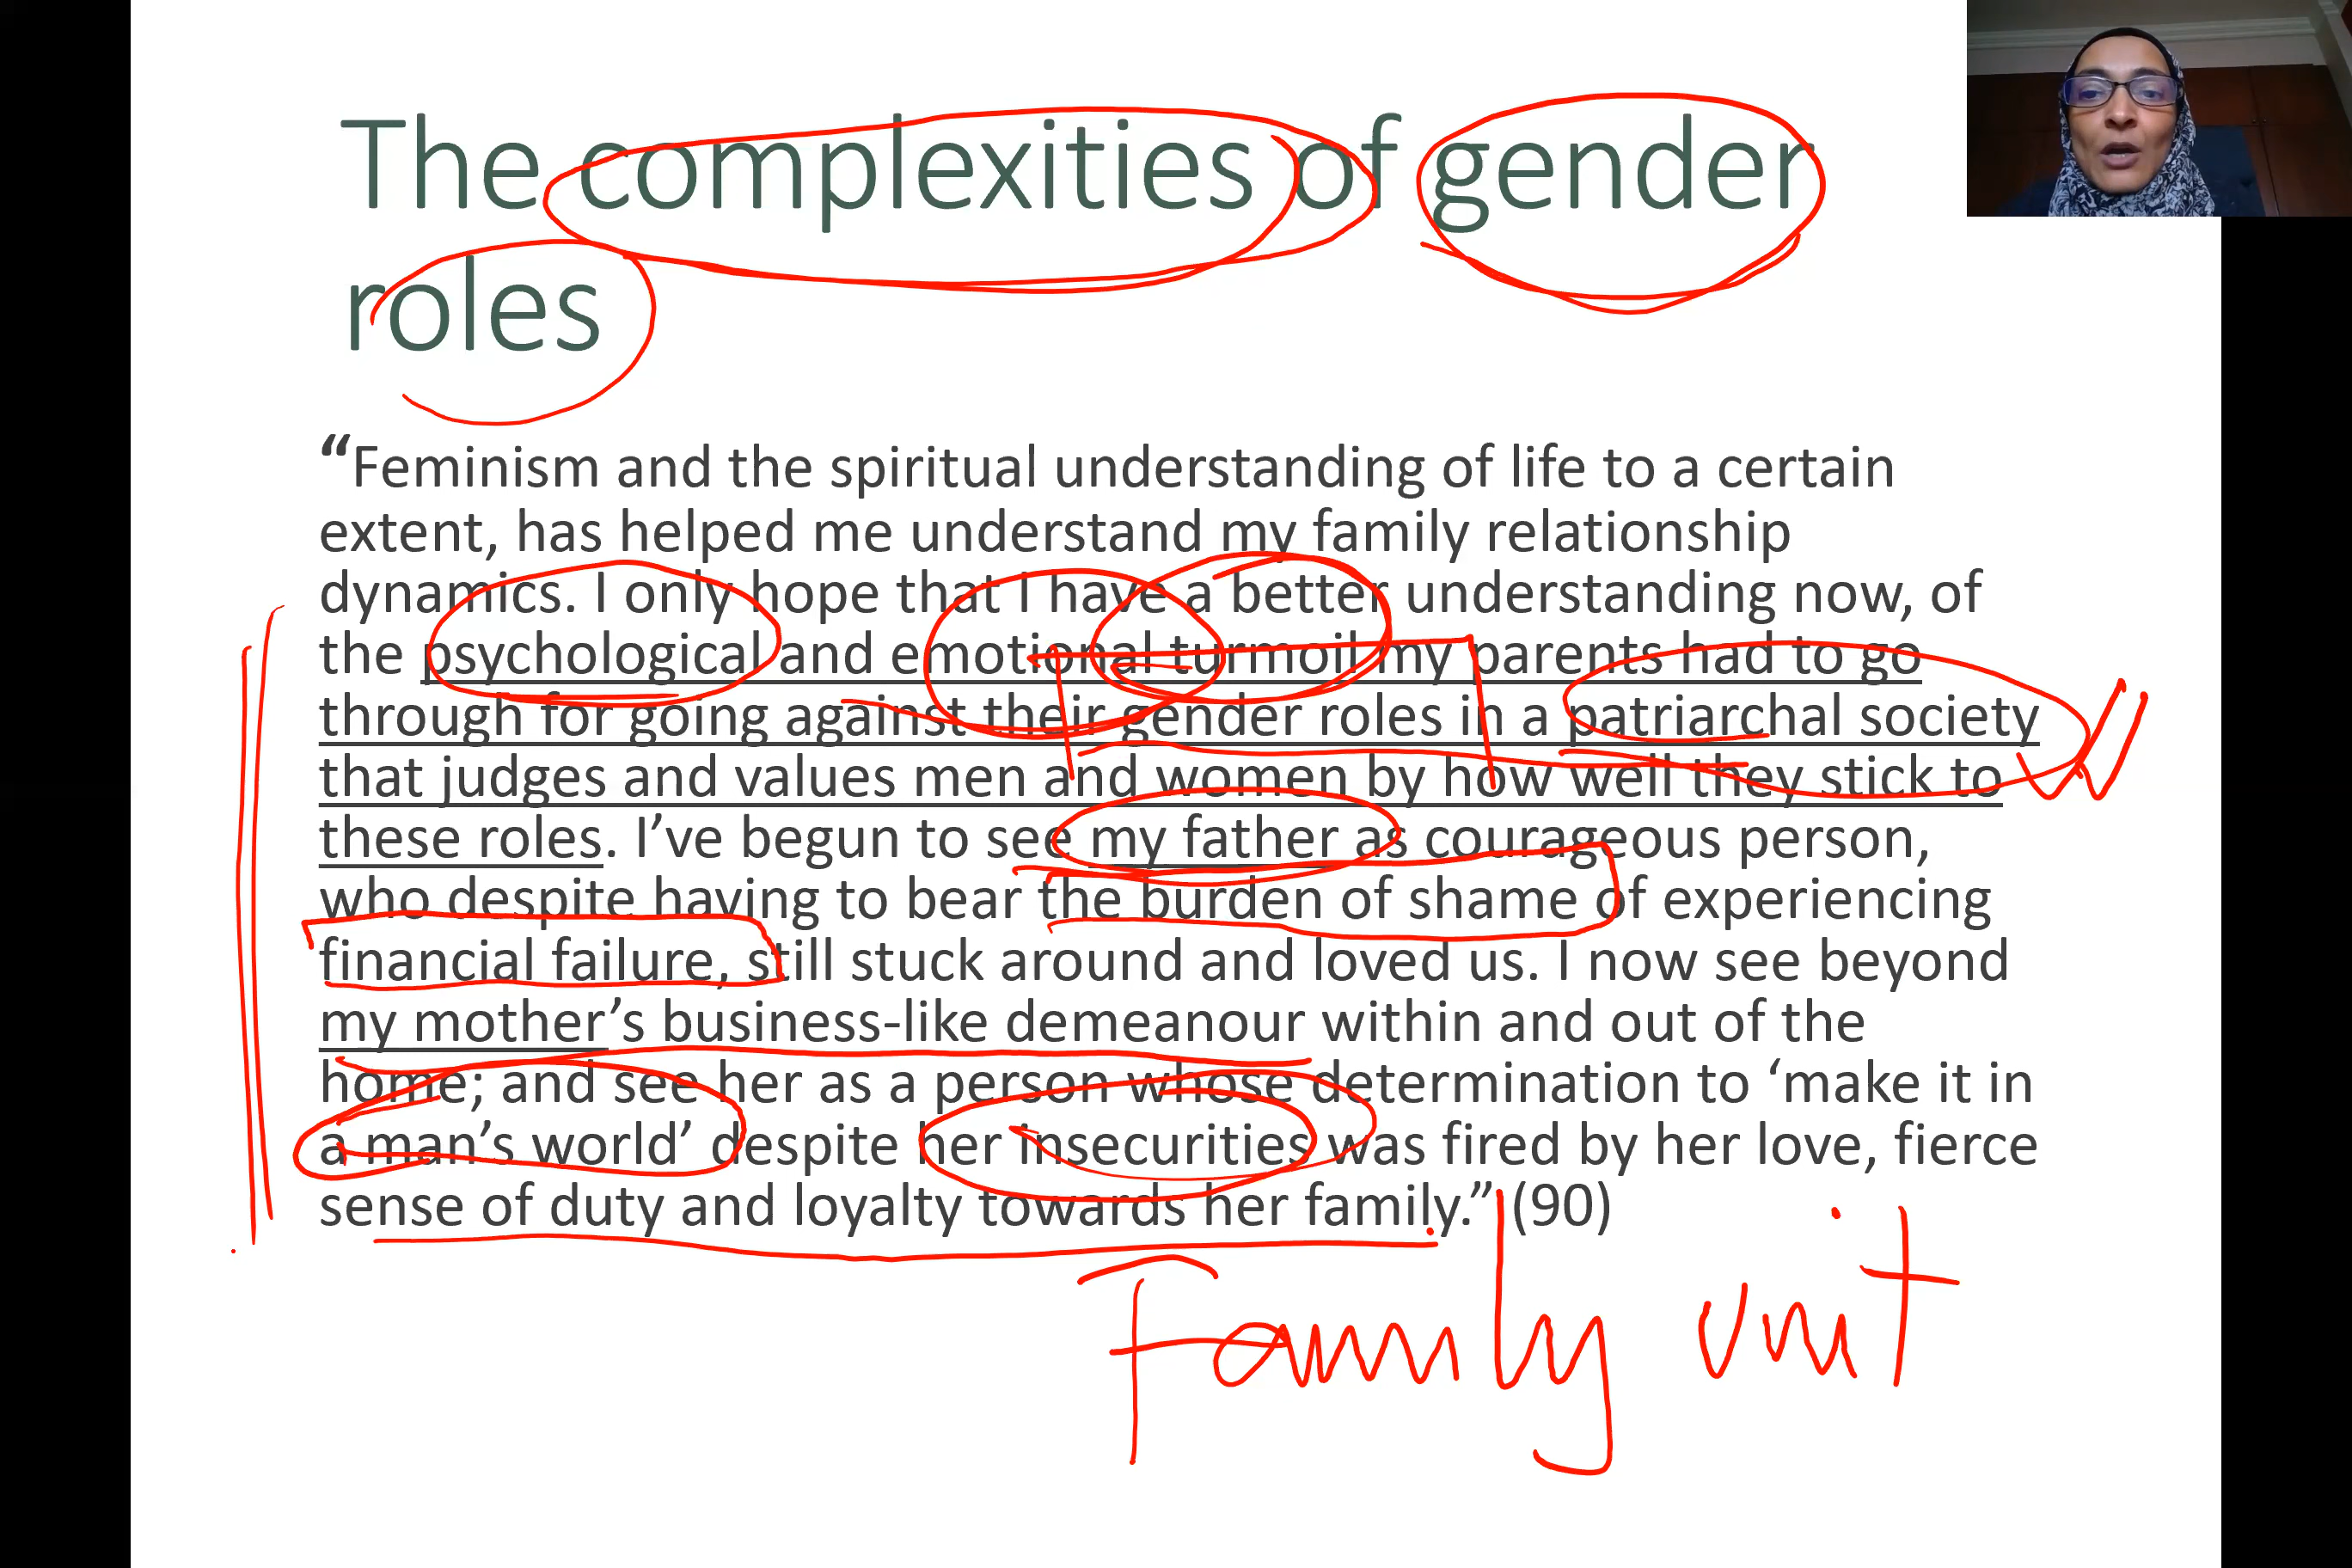 The complexities of gender
roles
“Feminism and the spiritual understanding of life to a certain
extent, has helped me understand my family relationship
dynamics. I only hope that I have a better understanding now, of
the psychological and emotional turmoil my parents had to go
through for going against their gender roles in a patriarchal society
that judges and values men and women by how well they stick to
these roles. I’ve begun to see my father as courageous person,
who despite having to bear the burden of shame of experiencing
financial failure, still stuck around and loved us. I now see beyond
my mother’s business-like demeanour within and out of the
home; and see her as a person whose determination to ‘make it in
a man’s world’ despite her insecurities was fired by her love, fierce
sense of duty and loyalty towards her family.” (90)
Family unit